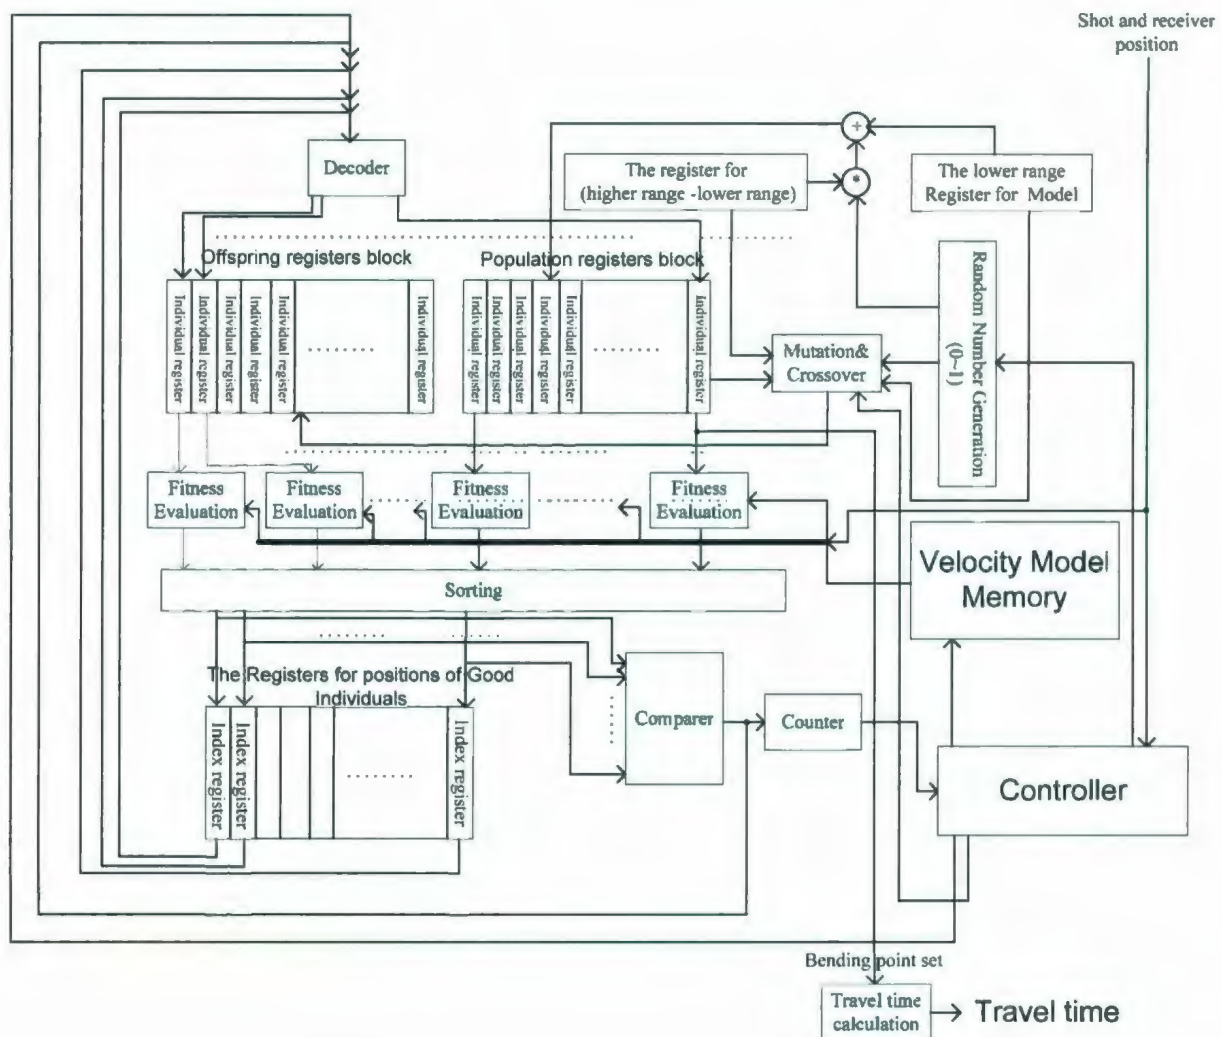 Shot and receiver
position
+
Decoder
The register for
(higher range -lower range)
*
The lower range
Register for Model
Offspring registers block
Population registers block
Individual register
Individual register
Individual register
Individual register
Individual register
Individual register
Individual register
Individual register
Individual register
Individual register
Individual register
Individual register
Mutation&
Crossover
Random Number Generation
(0~1)
Fitness
Evaluation
Fitness
Evaluation
Fitness
Evaluation
Fitness
Evaluation
Velocity Model
Memory
Sorting
The Registers for positions of Good
Individuals
Index register
Index register
Index register
Comparer
Counter
Controller
Bending point set
Travel time
calculation
Travel time